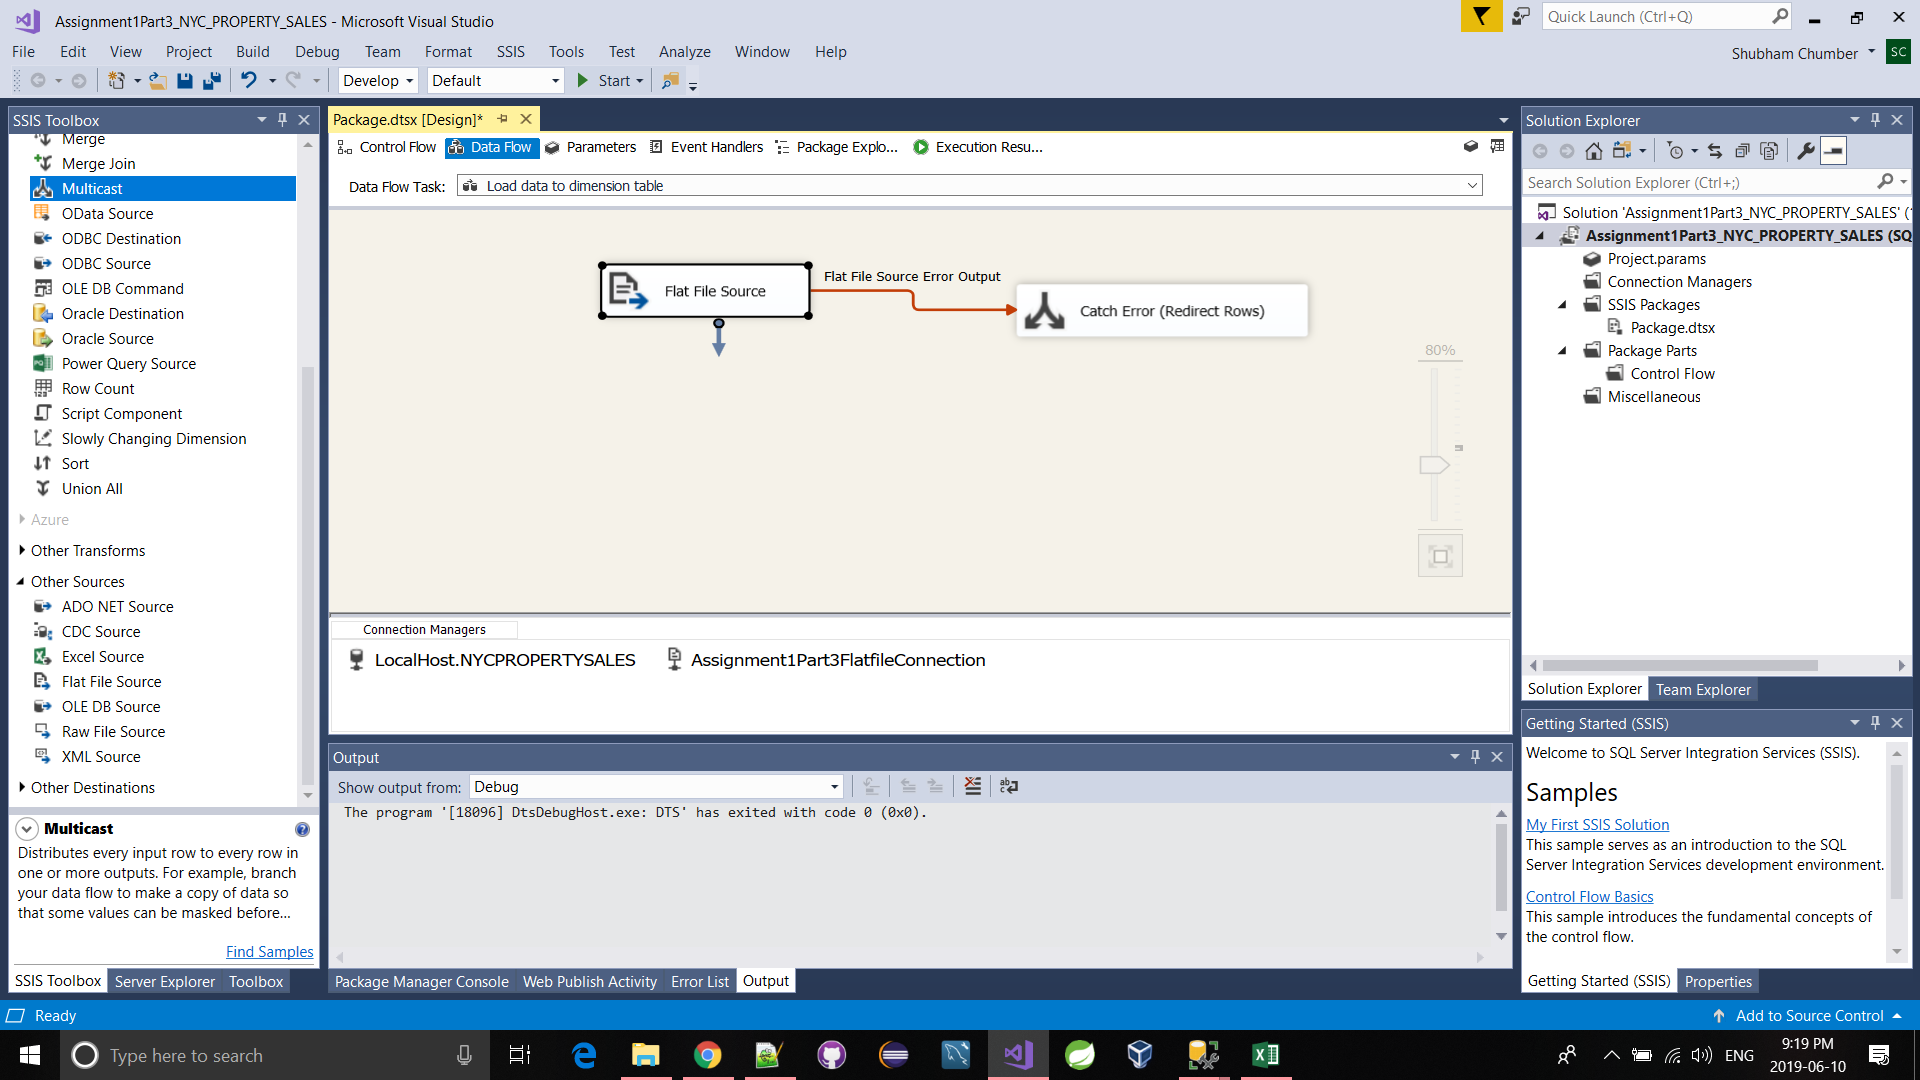 Assignment1Part3_NYC_PROPERTY_SALES - Microsoft Visual Studio
Quick Launch (Ctrl+Q)
File Edit View Project Build Debug Team Format SSIS Tools Test Analyze Window Help
Shubham Chumber SC
Develop Default Start
SSIS Toolbox
Merge
Merge Join
Multicast
OData Source
ODBC Destination
ODBC Source
OLE DB Command
Oracle Destination
Oracle Source
Power Query Source
Row Count
Script Component
Slowly Changing Dimension
Sort
Union All
Azure
Other Transforms
Other Sources
ADO NET Source
CDC Source
Excel Source
Flat File Source
OLE DB Source
Raw File Source
XML Source
Other Destinations
Multicast
Distributes every input row to every row in
one or more outputs. For example, branch
your data flow to make a copy of data so
that some values can be masked before...
Find Samples
SSIS Toolbox Server Explorer Toolbox
Package.dtsx [Design]*
Control Flow Data Flow Parameters Event Handlers Package Explo... Execution Resu...
Data Flow Task: Load data to dimension table
Flat File Source
Flat File Source Error Output
Catch Error (Redirect Rows)
80%
Connection Managers
LocalHost.NYCPROPERTYSALES Assignment1Part3FlatfileConnection
Output
Show output from: Debug
The program '[18096] DtsDebugHost.exe: DTS' has exited with code 0 (0x0).
Package Manager Console Web Publish Activity Error List Output
Solution Explorer
Search Solution Explorer (Ctrl+;)
Solution 'Assignment1Part3_NYC_PROPERTY_SALES' (
Assignment1Part3_NYC_PROPERTY_SALES (SQ
Project.params
Connection Managers
SSIS Packages
Package.dtsx
Package Parts
Control Flow
Miscellaneous
Solution Explorer Team Explorer
Getting Started (SSIS)
Welcome to SQL Server Integration Services (SSIS).
Samples
My First SSIS Solution
This sample serves as an introduction to the SQL
Server Integration Services development environment.
Control Flow Basics
This sample introduces the fundamental concepts of
the control flow.
Getting Started (SSIS) Properties
Ready
Add to Source Control
Type here to search
ENG
9:19 PM
2019-06-10